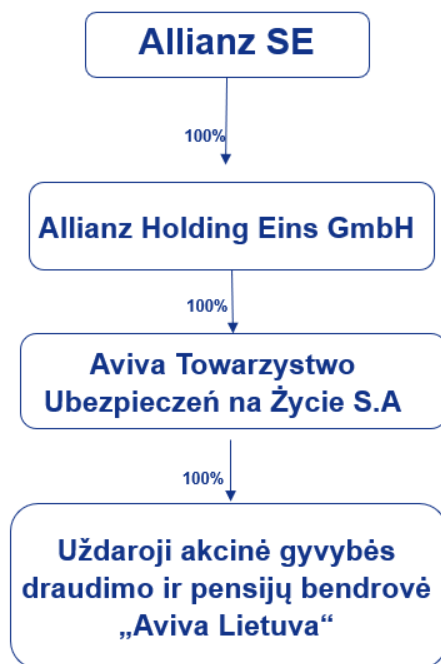 Allianz SE
100%
Allianz Holding Eins GmbH
100%
Aviva Towarzystwo
Ubezpieczeń na Życie S.A
100%
Uždaroji akcinė gyvybės
draudimo ir pensijų bendrovė
„Aviva Lietuva“